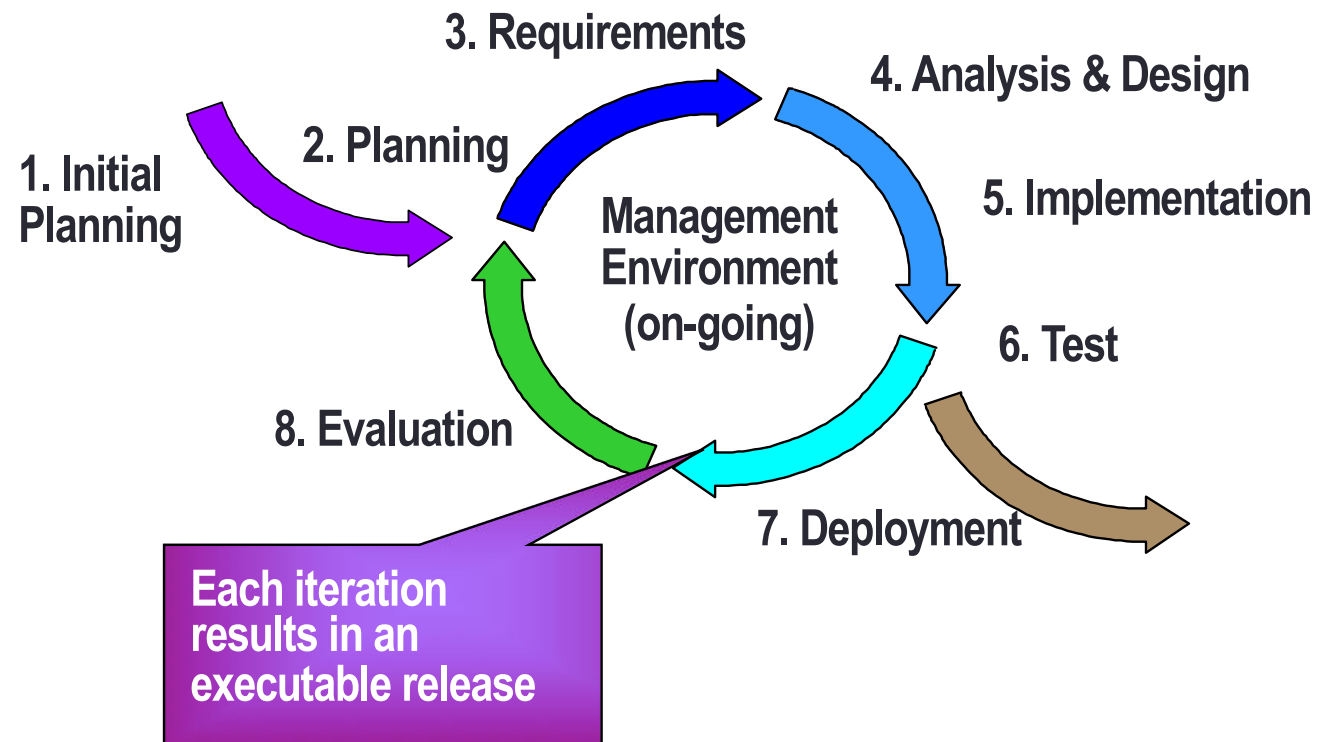 3. Requirements
4. Analysis & Design
2. Planning
1. Initial
Planning
5. Implementation
Management
Environment
(on-going)
6. Test
8. Evaluation
7. Deployment
Each iteration
results in an
executable release